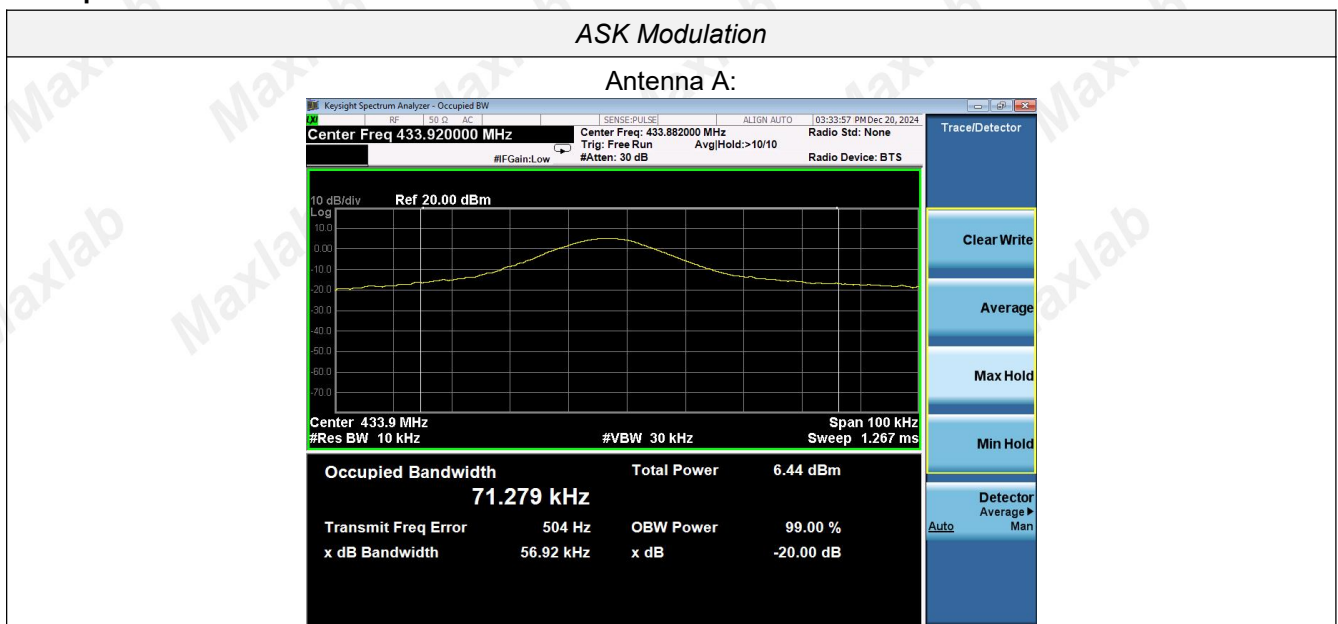 ASK Modulation
Antenna A:
Keysight Spectrum Analyzer - Occupied BW
LXI RF 50 Ω AC SENSE:PULSE ALIGN AUTO 03:33:57 PM Dec 20, 2024
Center Freq 433.920000 MHz
Center Freq: 433.882000 MHz
Radio Std: None
Trig: Free Run Avg|Hold:>10/10
#IFGain:Low #Atten: 30 dB Radio Device: BTS
Trace/Detector
10 dB/div Ref 20.00 dBm
Log
10.0
0.00
-10.0
-20.0
-30.0
-40.0
-50.0
-60.0
-70.0
Center 433.9 MHz Span 100 kHz
#Res BW 10 kHz #VBW 30 kHz Sweep 1.267 ms
Occupied Bandwidth Total Power 6.44 dBm
71.279 kHz
Transmit Freq Error 504 Hz OBW Power 99.00 %
x dB Bandwidth 56.92 kHz x dB -20.00 dB
Clear Write
Average
Max Hold
Min Hold
Detector
Average▶
Auto Man
Maxlab
Maxlab
Maxlab
Maxlab